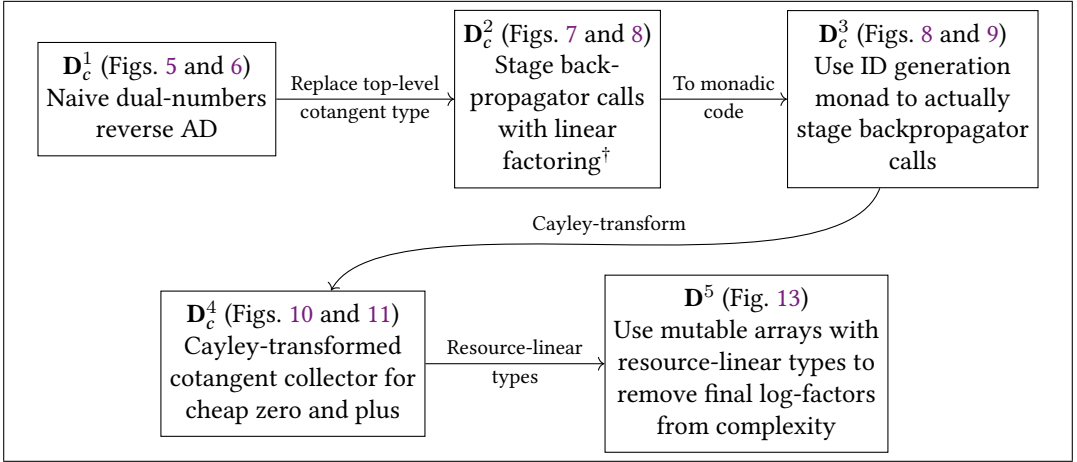 D¹_c (Figs. 5 and 6)
Naive dual-numbers
reverse AD
Replace top-level
cotangent type
D²_c (Figs. 7 and 8)
Stage back-
propagator calls
with linear
factoring†
To monadic
code
D³_c (Figs. 8 and 9)
Use ID generation
monad to actually
stage backpropagator
calls
Cayley-transform
D⁴_c (Figs. 10 and 11)
Cayley-transformed
cotangent collector for
cheap zero and plus
Resource-linear
types
D⁵ (Fig. 13)
Use mutable arrays with
resource-linear types to
remove final log-factors
from complexity